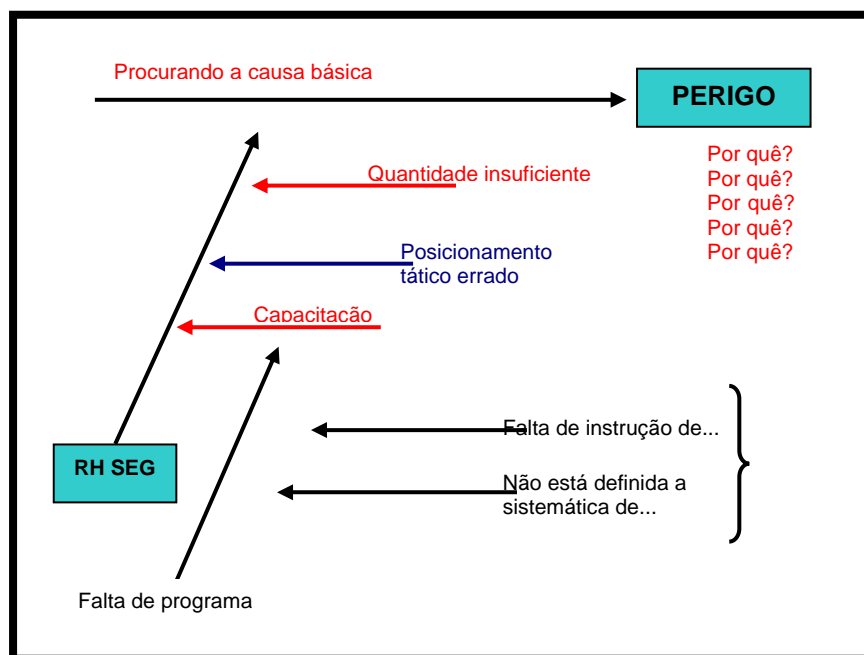 Procurando a causa básica
PERIGO
Por quê?
Por quê?
Por quê?
Por quê?
Por quê?
Quantidade insuficiente
Posicionamento
tático errado
Capacitação
Falta de instrução de...
RH SEG
Não está definida a
sistemática de...
Falta de programa